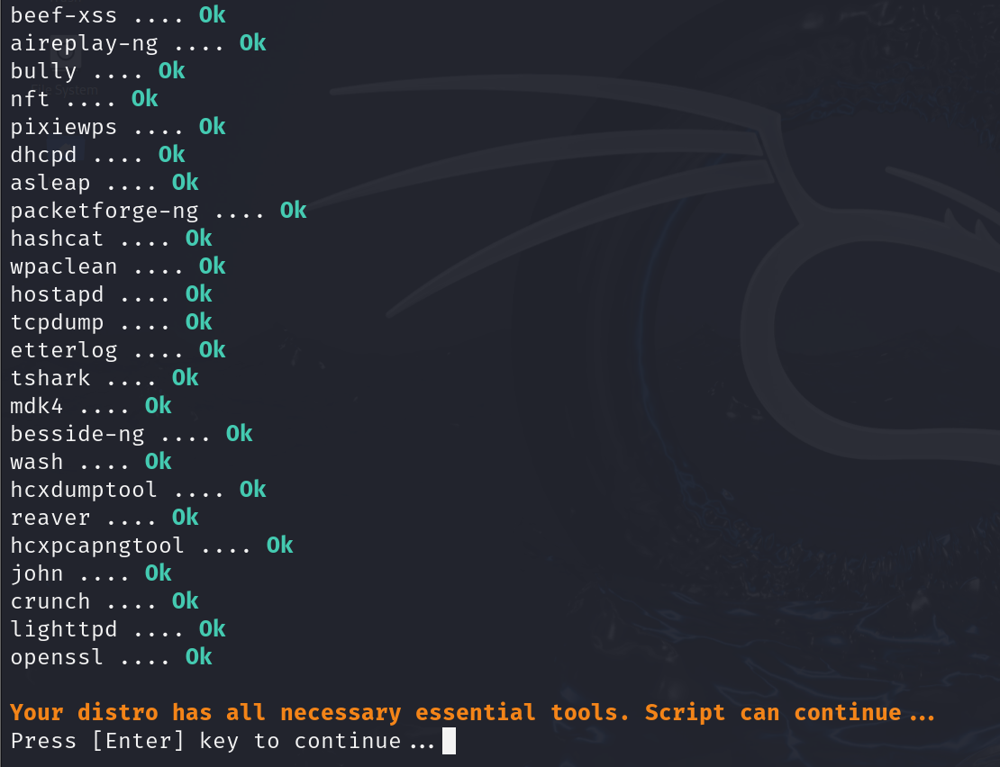 beef-xss .... Ok
aireplay-ng .... Ok
bully .... Ok
nft .... Ok
pixiewps .... Ok
dhcpd .... Ok
asleap .... Ok
packetforge-ng .... Ok
hashcat .... Ok
wpaclean .... Ok
hostapd .... Ok
tcpdump .... Ok
etterlog .... Ok
tshark .... Ok
mdk4 .... Ok
besside-ng .... Ok
wash .... Ok
hcxdumptool .... Ok
reaver .... Ok
hcxpcapngtool .... Ok
john .... Ok
crunch .... Ok
lighttpd .... Ok
openssl .... Ok
Your distro has all necessary essential tools. Script can continue...
Press [Enter] key to continue...